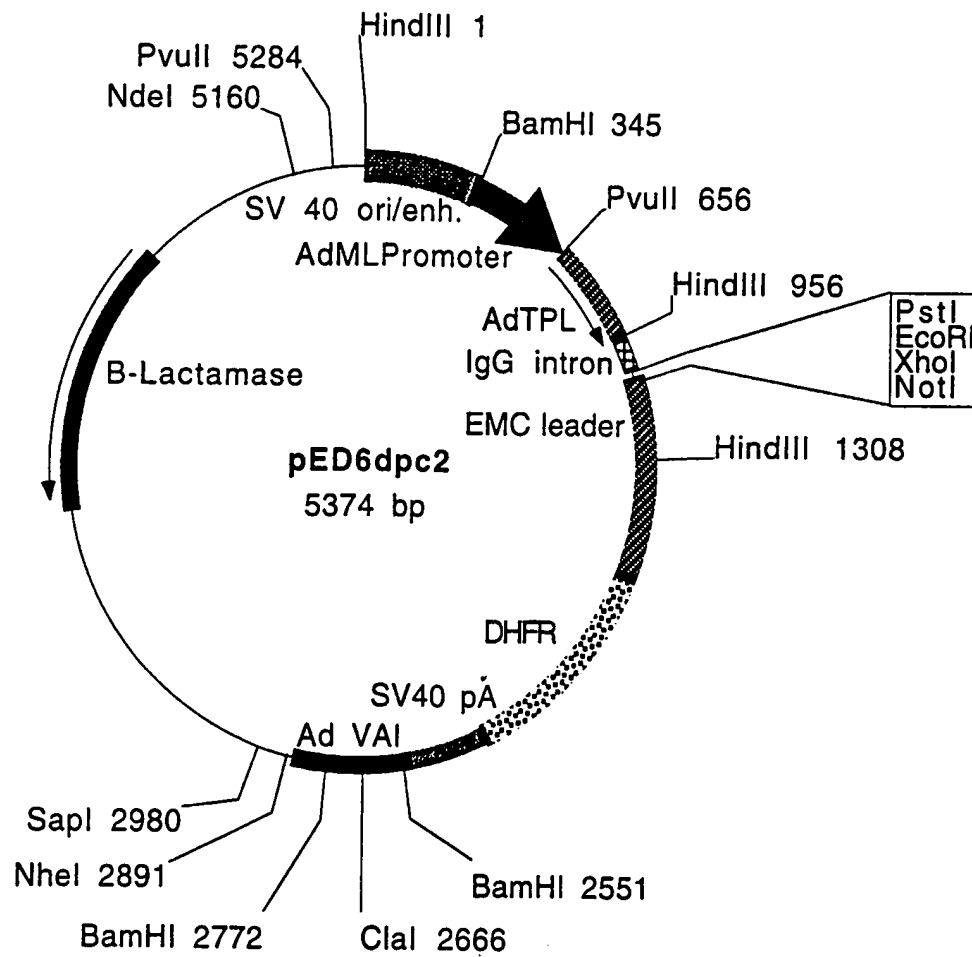 HindIII 1
PvuII 5284
NdeI 5160
BamHI 345
SV 40 ori/enh.
PvuII 656
AdMLPromoter
HindIII 956
AdTPL
PstI
EcoRI
XhoI
NotI
IgG intron
B-Lactamase
EMC leader
HindIII 1308
pED6dpc2
5374 bp
DHFR
SV40 pA
Ad VAI
SapI 2980
NheI 2891
BamHI 2551
BamHI 2772
ClaI 2666